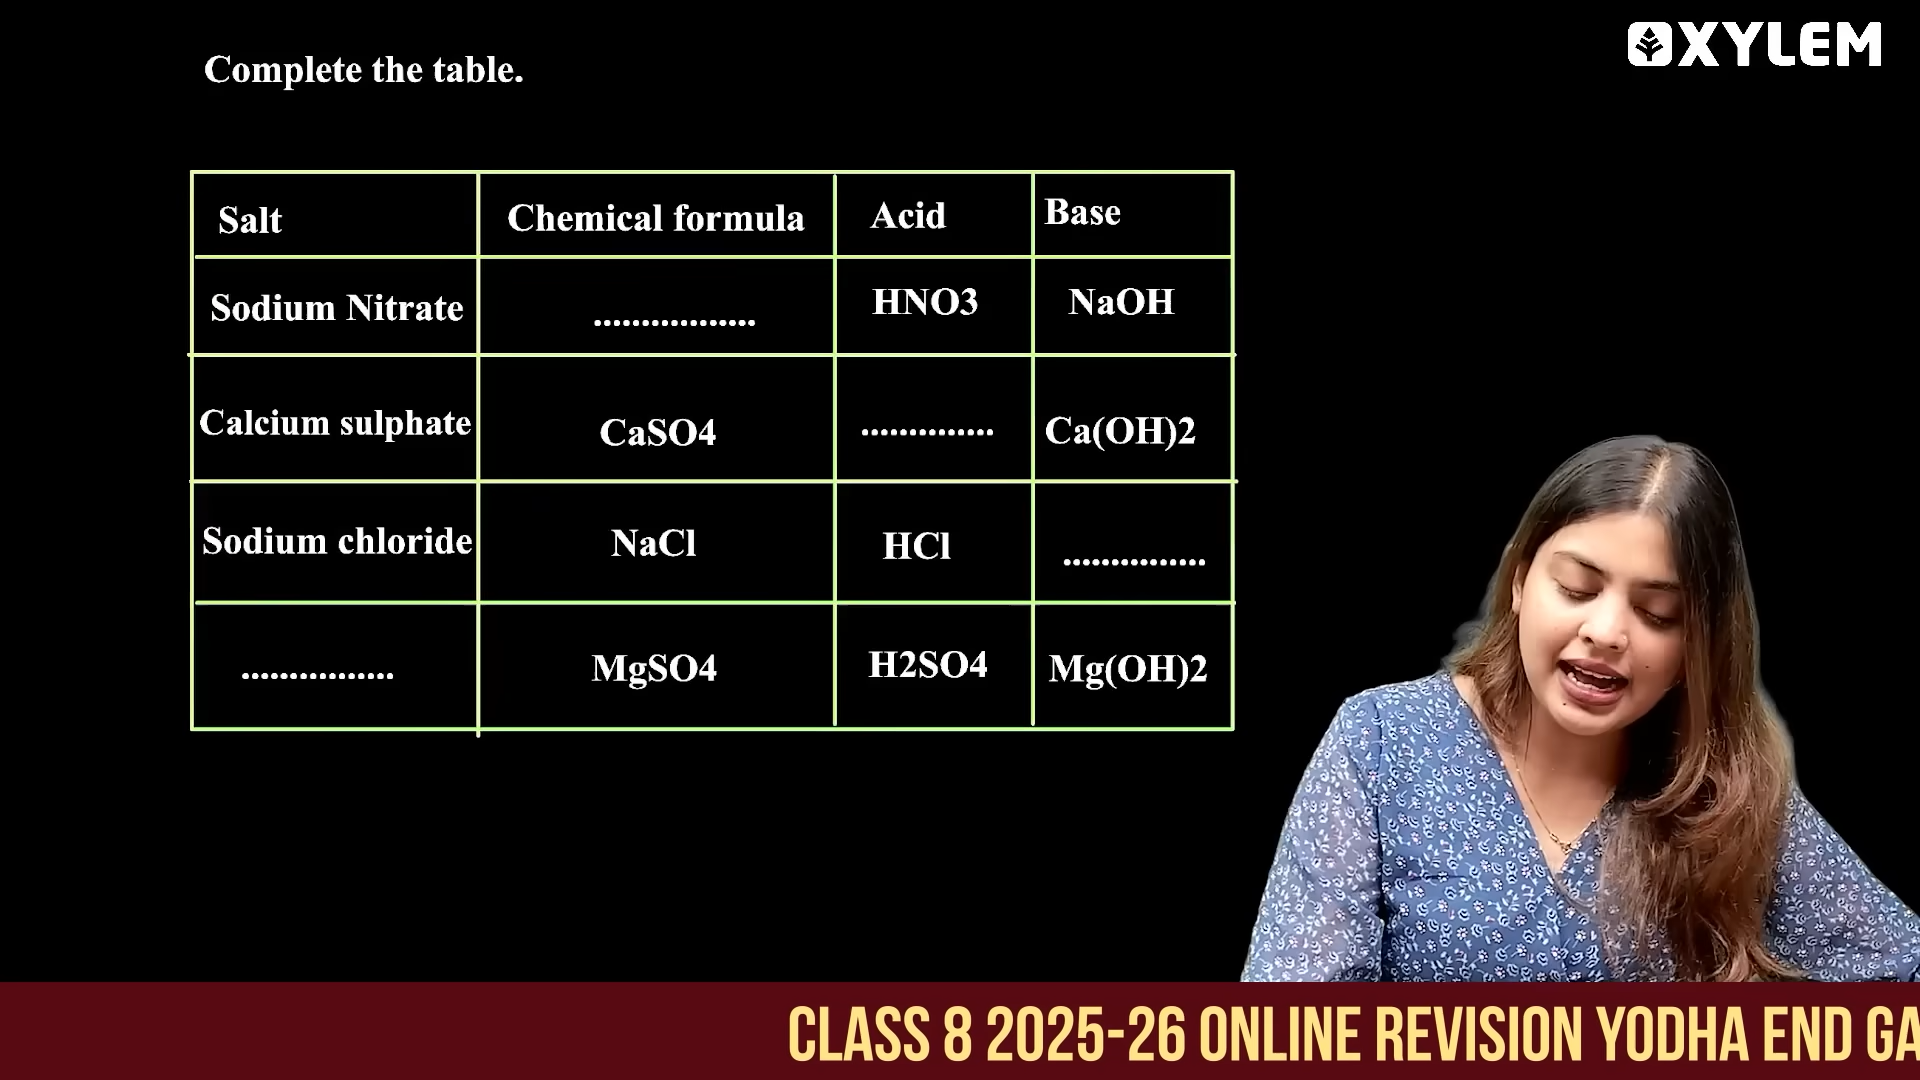 XYLEM
Complete the table.
Salt Chemical formula Acid Base
Sodium Nitrate ................. HNO3 NaOH
Calcium sulphate CaSO4 .............. Ca(OH)2
Sodium chloride NaCl HCl ...............
................ MgSO4 H2SO4 Mg(OH)2
CLASS 8 2025-26 ONLINE REVISION YODHA END GA